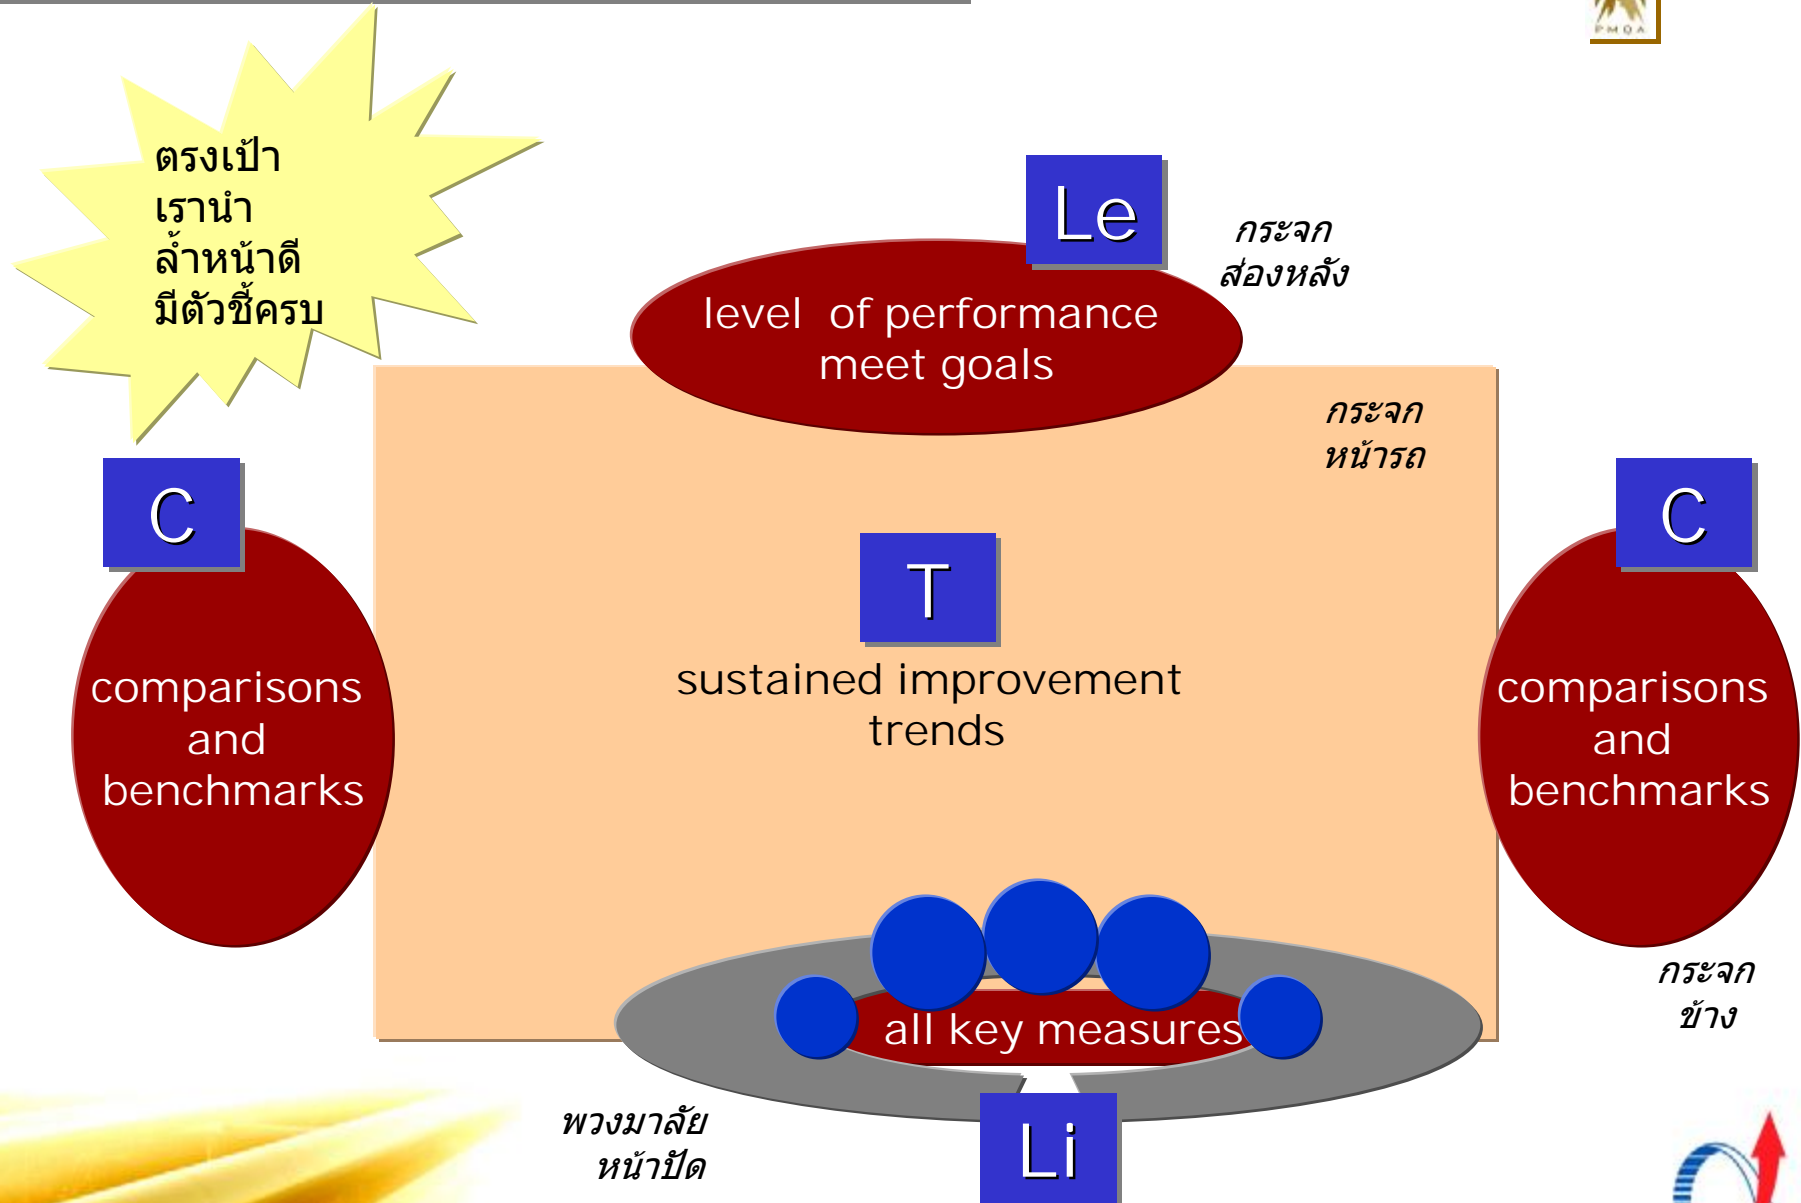 PMQA
ตรงเป้า
เรานำ
ล้ำหน้าดี
มีตัวชี้ครบ
Le
กระจก
ส่องหลัง
level of performance
meet goals
กระจก
หน้ารถ
C
C
T
sustained improvement
trends
comparisons
and
benchmarks
comparisons
and
benchmarks
กระจก
ข้าง
all key measures
พวงมาลัย
หน้าปัด
Li